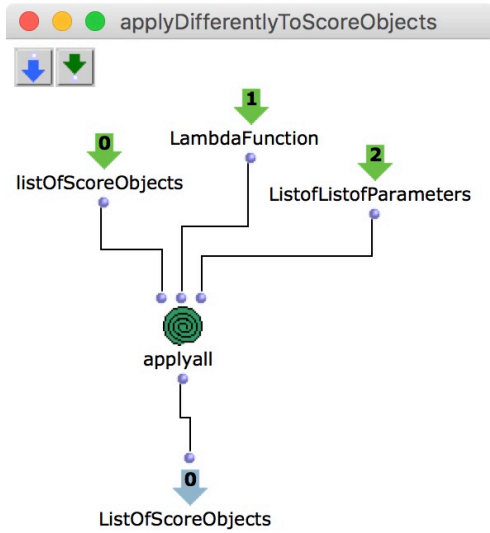 applyDifferentlyToScoreObjects
1
LambdaFunction
0
listOfScoreObjects
2
ListofListofParameters
applyall
0
ListOfScoreObjects